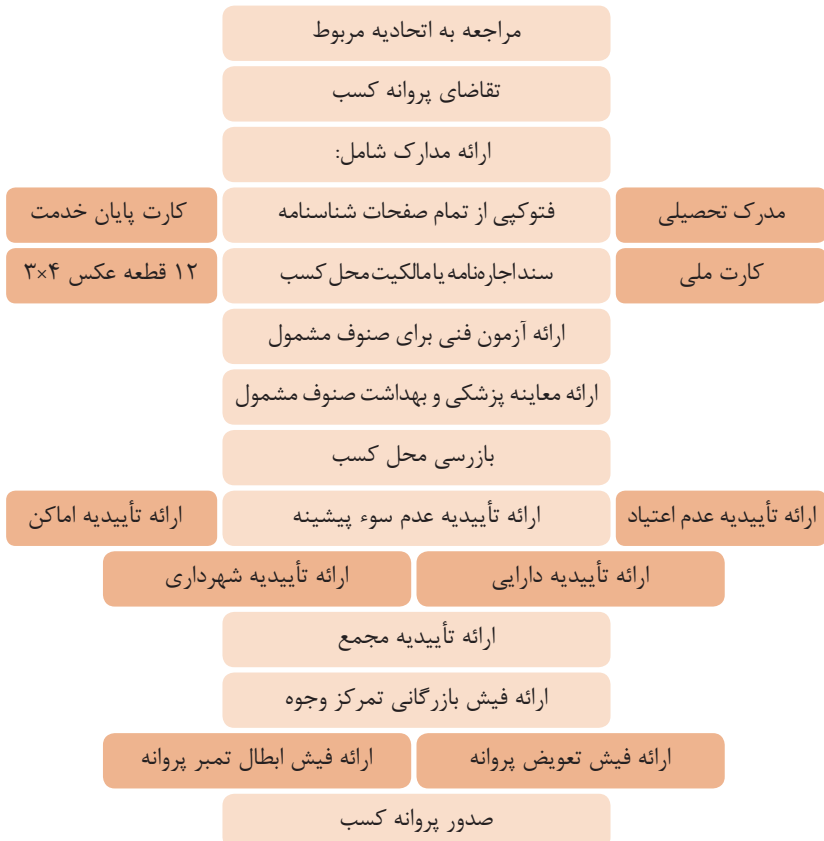 مراجعه به اتحادیه مربوط
تقاضای پروانه کسب
ارائه مدارک شامل:
مدرک تحصیلی
فتوکپی از تمام صفحات شناسنامه
کارت پایان خدمت
کارت ملی
سند اجاره‌نامه یا مالکیت محل کسب
۱۲ قطعه عکس ۴×۳
ارائه آزمون فنی برای صنوف مشمول
ارائه معاینه پزشکی و بهداشت صنوف مشمول
بازرسی محل کسب
ارائه تأییدیه عدم اعتیاد
ارائه تأییدیه عدم سوء پیشینه
ارائه تأییدیه اماکن
ارائه تأییدیه دارایی
ارائه تأییدیه شهرداری
ارائه تأییدیه مجمع
ارائه فیش بازرگانی تمرکز وجوه
ارائه فیش تعویض پروانه
ارائه فیش ابطال تمبر پروانه
صدور پروانه کسب